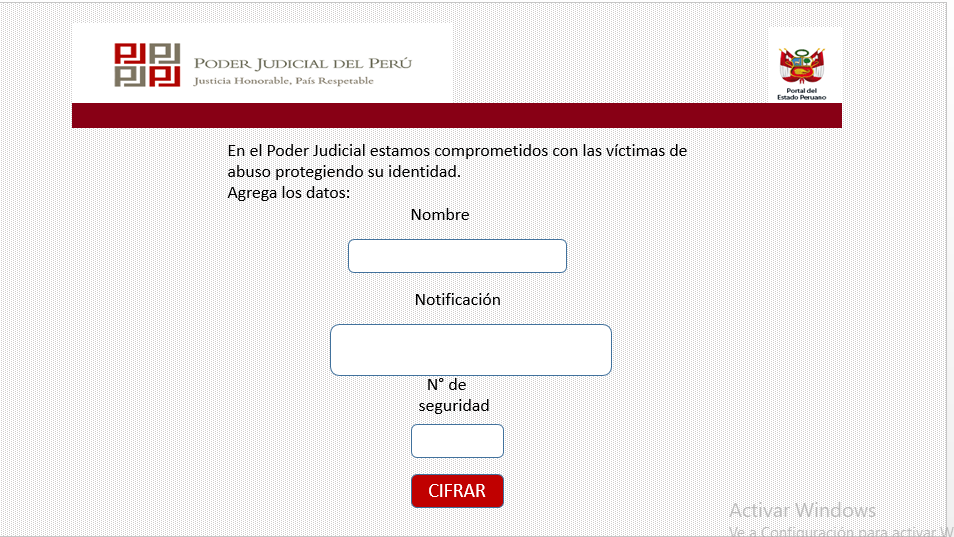 PODER JUDICIAL DEL PERÚ
Justicia Honorable, País Respetable
Portal del
Estado Peruano
En el Poder Judicial estamos comprometidos con las víctimas de
abuso protegiendo su identidad.
Agrega los datos:
Nombre
Notificación
N° de
seguridad
CIFRAR
Activar Windows
Ve a Configuración para activar W